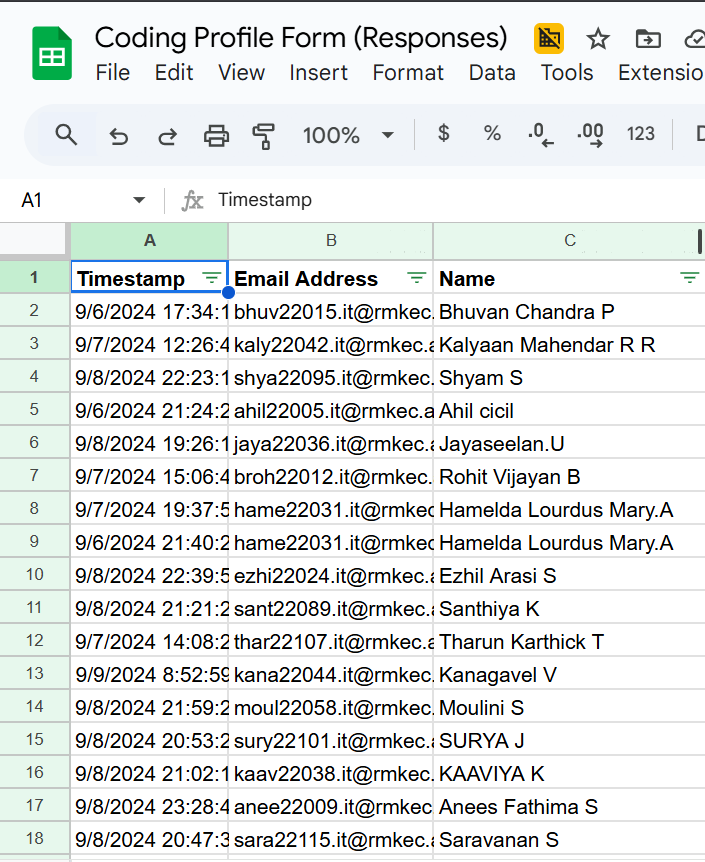 Coding Profile Form (Responses)
File Edit View Insert Format Data Tools Extensio
100% $ % .0 .00 123
A1 fx Timestamp
A B C
1 Timestamp Email Address Name
2 9/6/2024 17:34:1 bhuv22015.it@rmkec. Bhuvan Chandra P
3 9/7/2024 12:26:4 kaly22042.it@rmkec.a Kalyaan Mahendar R R
4 9/8/2024 22:23:1 shya22095.it@rmkec. Shyam S
5 9/6/2024 21:24:2 ahil22005.it@rmkec.a Ahil cicil
6 9/8/2024 19:26:1 jaya22036.it@rmkec.a Jayaseelan.U
7 9/7/2024 15:06:4 broh22012.it@rmkec. Rohit Vijayan B
8 9/7/2024 19:37:5 hame22031.it@rmkec Hamelda Lourdus Mary.A
9 9/6/2024 21:40:2 hame22031.it@rmkec Hamelda Lourdus Mary.A
10 9/8/2024 22:39:5 ezhi22024.it@rmkec.a Ezhil Arasi S
11 9/8/2024 21:21:2 sant22089.it@rmkec.a Santhiya K
12 9/7/2024 14:08:2 thar22107.it@rmkec.a Tharun Karthick T
13 9/9/2024 8:52:59 kana22044.it@rmkec. Kanagavel V
14 9/8/2024 21:59:2 moul22058.it@rmkec. Moulini S
15 9/8/2024 20:53:2 sury22101.it@rmkec.a SURYA J
16 9/8/2024 21:02:1 kaav22038.it@rmkec. KAAVIYA K
17 9/8/2024 23:28:4 anee22009.it@rmkec Anees Fathima S
18 9/8/2024 20:47:3 sara22115.it@rmkec.a Saravanan S